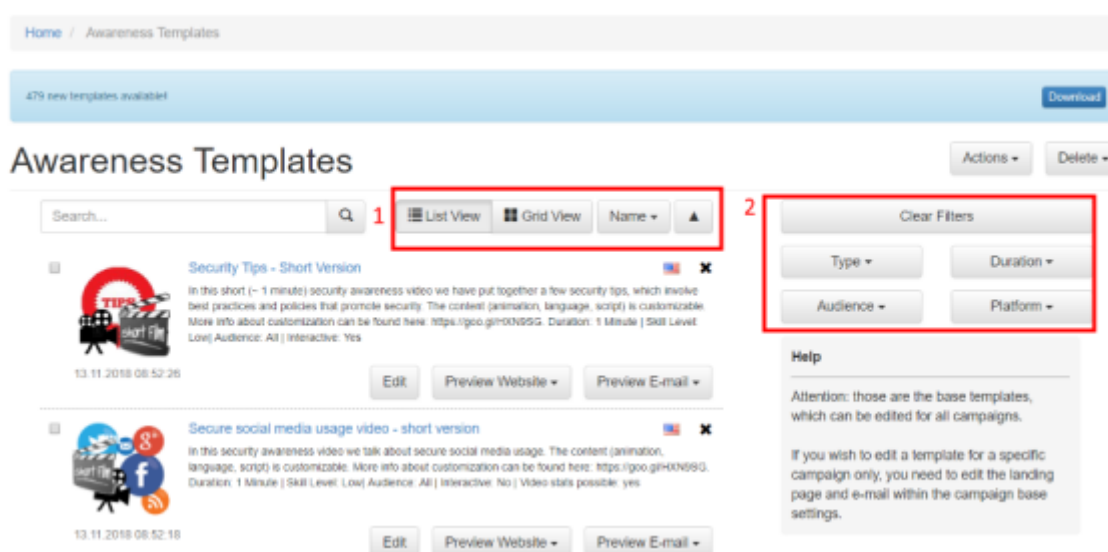 Home / Awareness Templates
479 new templates available!
Download
Awareness Templates
Actions
Delete
Search...
1
List View
Grid View
Name
2
Clear Filters
Type
Duration
Audience
Platform
Security Tips - Short Version
In this short (~ 1 minute) security awareness video we have put together a few security tips, which involve
best practices and policies that promote security. The content (animation, language, script) is customizable.
More info about customization can be found here: https://goo.gl/HXN9SG. Duration: 1 Minute | Skill Level:
Low| Audience: All | Interactive: Yes
TIPS
short Film
13.11.2018 08:52:26
Edit
Preview Website
Preview E-mail
Help
Attention: those are the base templates,
which can be edited for all campaigns.
If you wish to edit a template for a specific
campaign only, you need to edit the landing
page and e-mail within the campaign base
settings.
Secure social media usage video - short version
In this security awareness video we talk about secure social media usage. The content (animation,
language, script) is customizable. More info about customization can be found here: https://goo.gl/HXN9SG.
Duration: 1 Minute | Skill Level: Low| Audience: All | Interactive: No | Video stats possible: yes
g+
short Film
f
13.11.2018 08:52:18
Edit
Preview Website
Preview E-mail